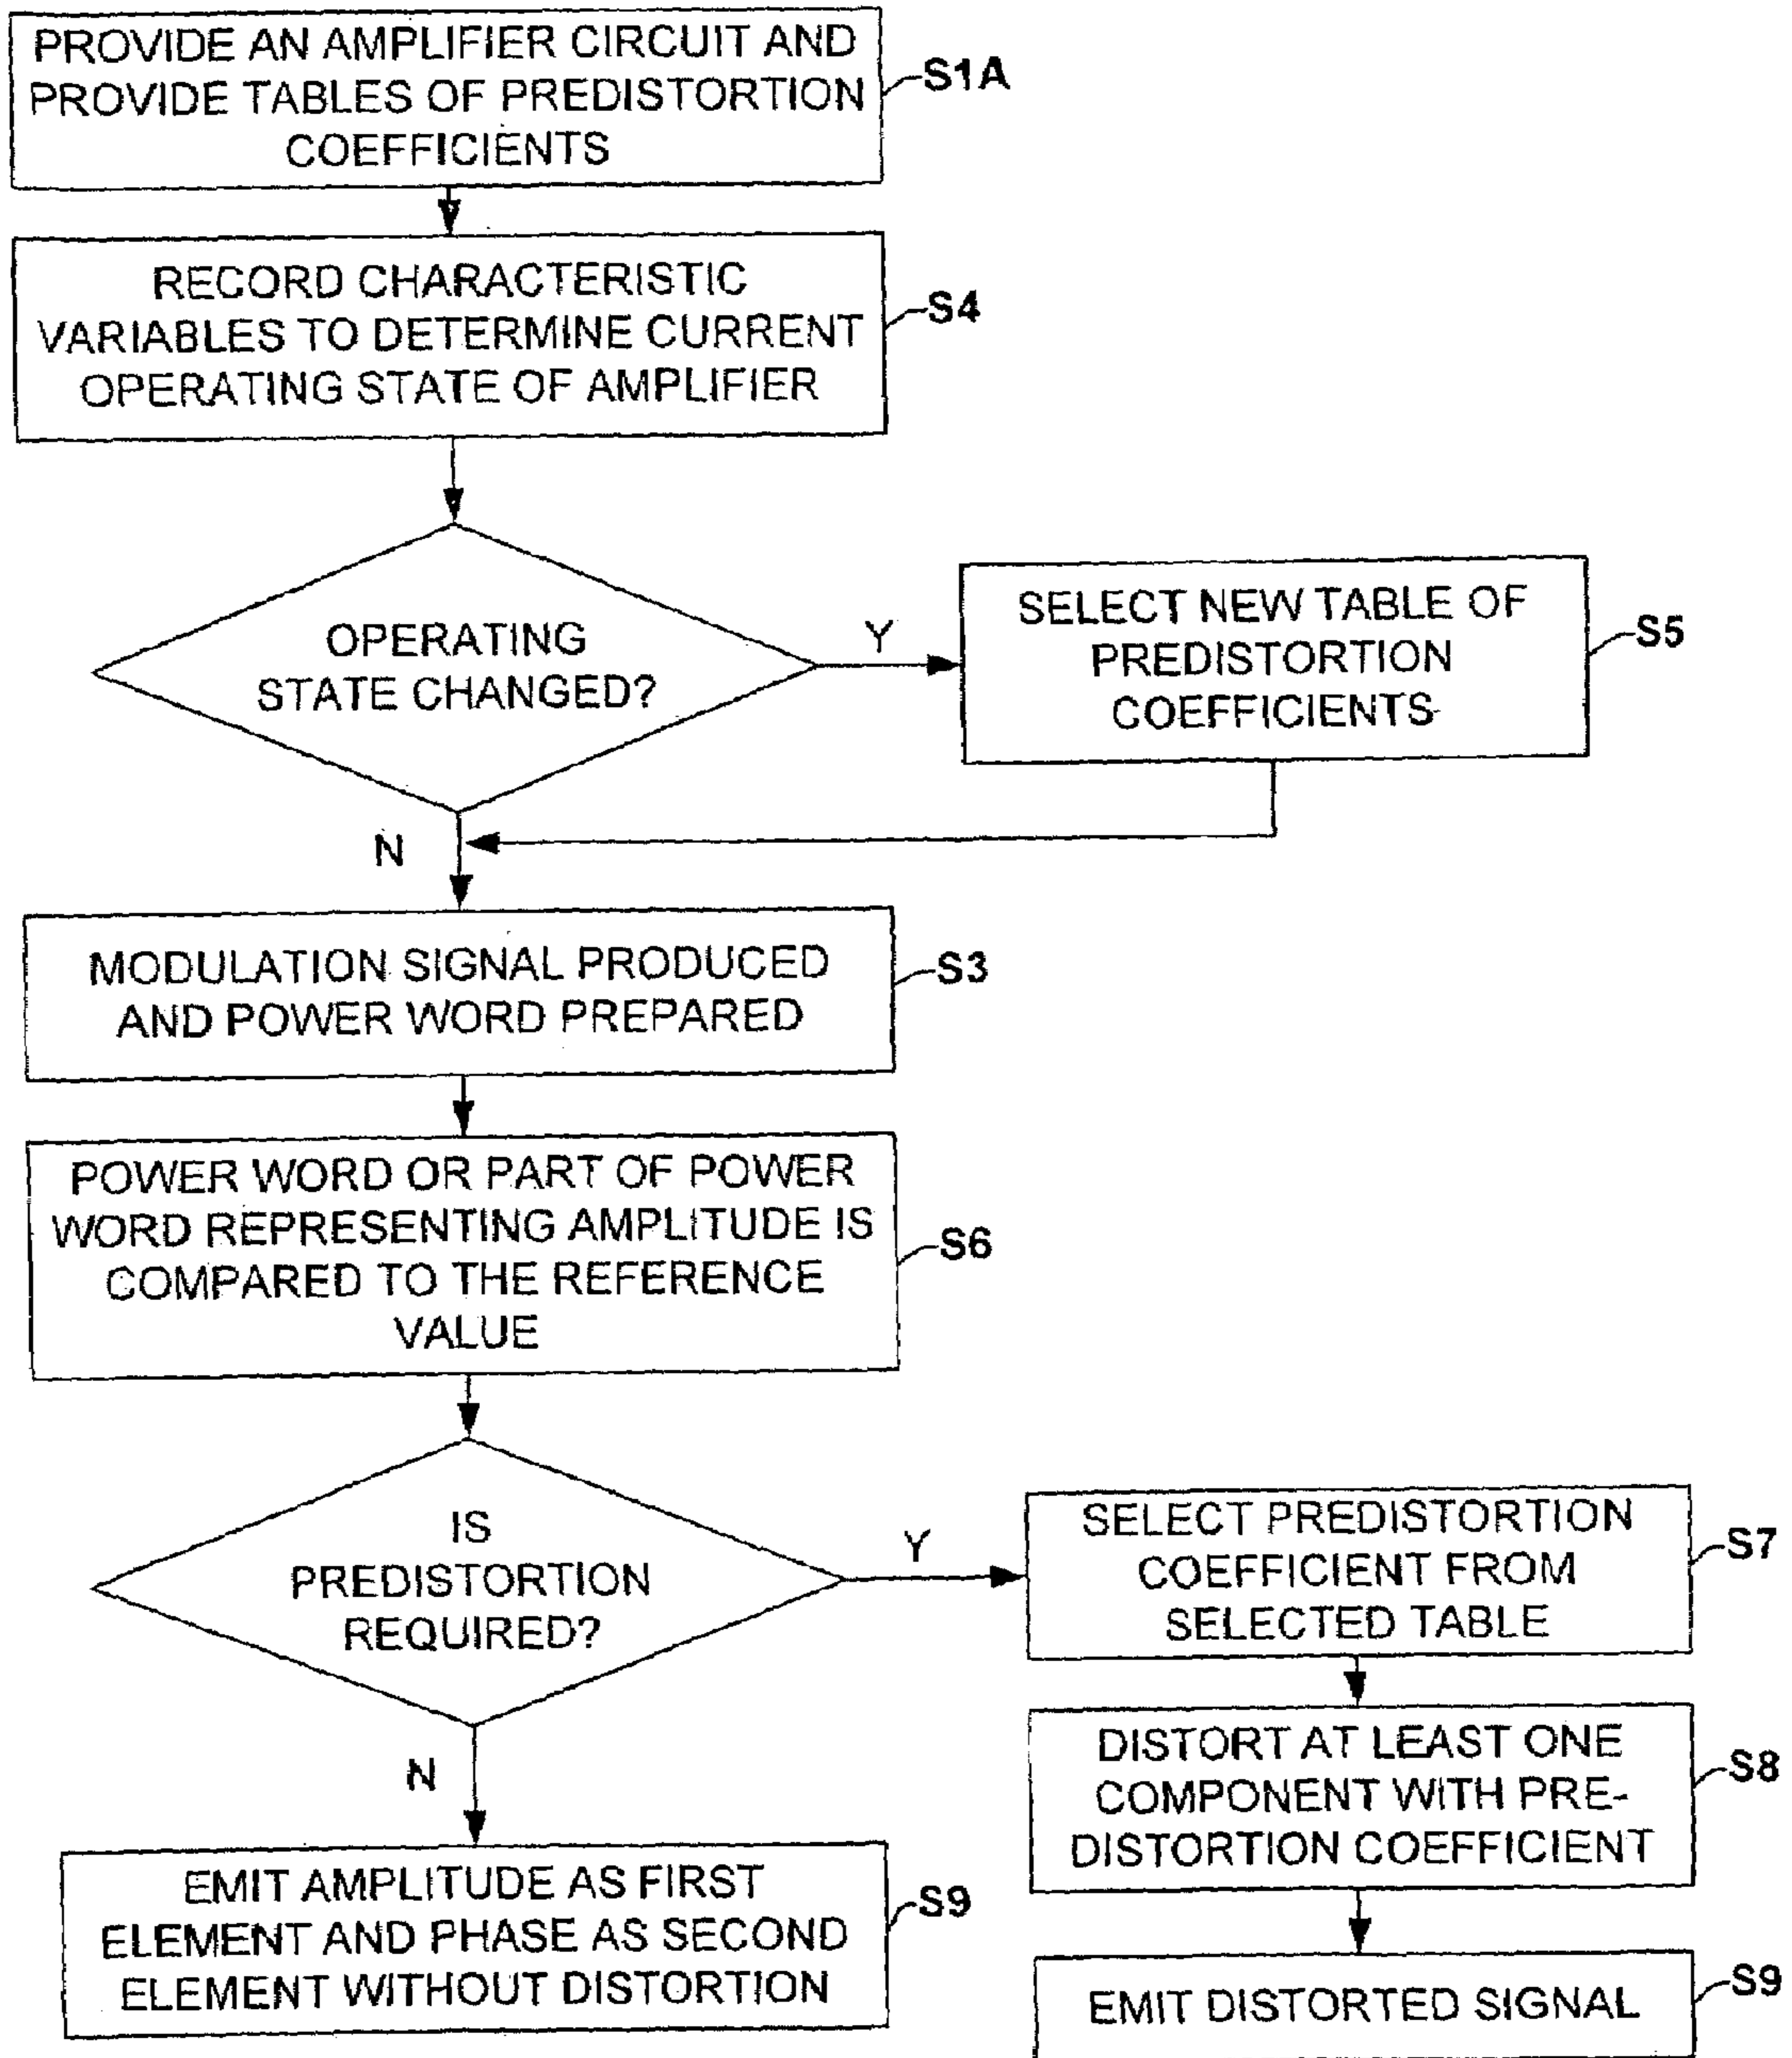 PROVIDE AN AMPLIFIER CIRCUIT AND
PROVIDE TABLES OF PREDISTORTION
COEFFICIENTS
S1A
RECORD CHARACTERISTIC
VARIABLES TO DETERMINE CURRENT
OPERATING STATE OF AMPLIFIER
S4
OPERATING
STATE CHANGED?
Y
SELECT NEW TABLE OF
PREDISTORTION
COEFFICIENTS
S5
N
MODULATION SIGNAL PRODUCED
AND POWER WORD PREPARED
S3
POWER WORD OR PART OF POWER
WORD REPRESENTING AMPLITUDE IS
COMPARED TO THE REFERENCE
VALUE
S6
IS
PREDISTORTION
REQUIRED?
Y
SELECT PREDISTORTION
COEFFICIENT FROM
SELECTED TABLE
S7
DISTORT AT LEAST ONE
COMPONENT WITH PRE-
DISTORTION COEFFICIENT
S8
N
EMIT AMPLITUDE AS FIRST
ELEMENT AND PHASE AS SECOND
ELEMENT WITHOUT DISTORTION
S9
EMIT DISTORTED SIGNAL
S9